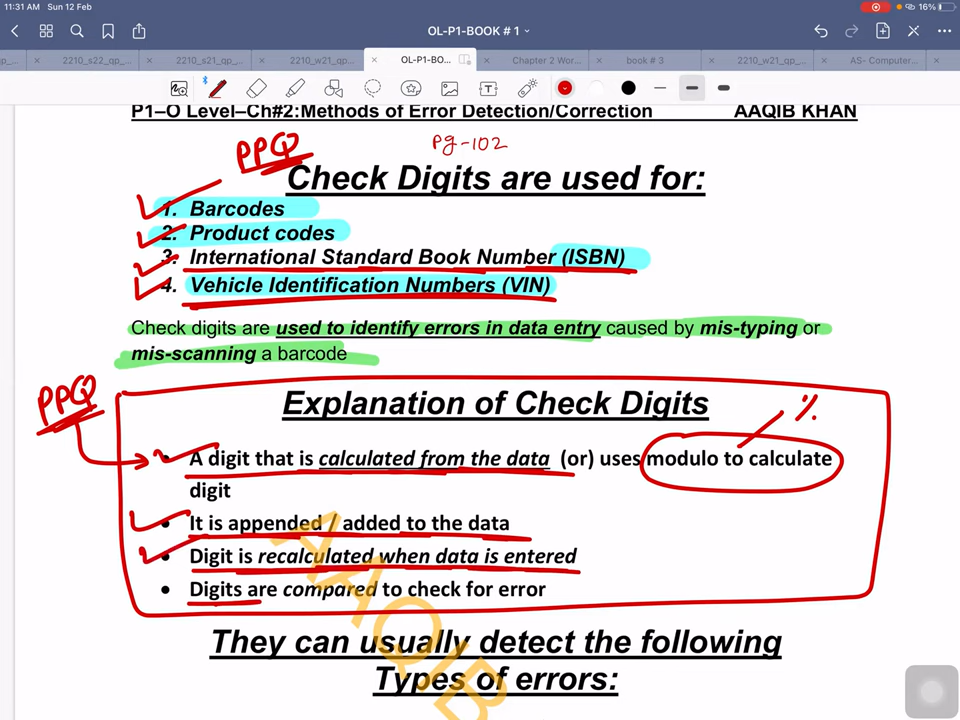 11:31 AM Sun 12 Feb
16%
OL-P1-BOOK # 1
2210_s22_qp_...
2210_s21_qp_...
2210_w21_qp_...
OL-P1-BO...
Chapter 2 Wor...
book # 3
2210_w21_qp_...
AS- Computer...
P1–O Level–Ch#2:Methods of Error Detection/Correction AAQIB KHAN
Pg-102
PPQ
Check Digits are used for:
1. Barcodes
2. Product codes
3. International Standard Book Number (ISBN)
4. Vehicle Identification Numbers (VIN)
Check digits are used to identify errors in data entry caused by mis-typing or
mis-scanning a barcode
PPQ
Explanation of Check Digits
%
• A digit that is calculated from the data (or) uses modulo to calculate
digit
• It is appended / added to the data
• Digit is recalculated when data is entered
• Digits are compared to check for error
AAQIB
They can usually detect the following
Types of errors: